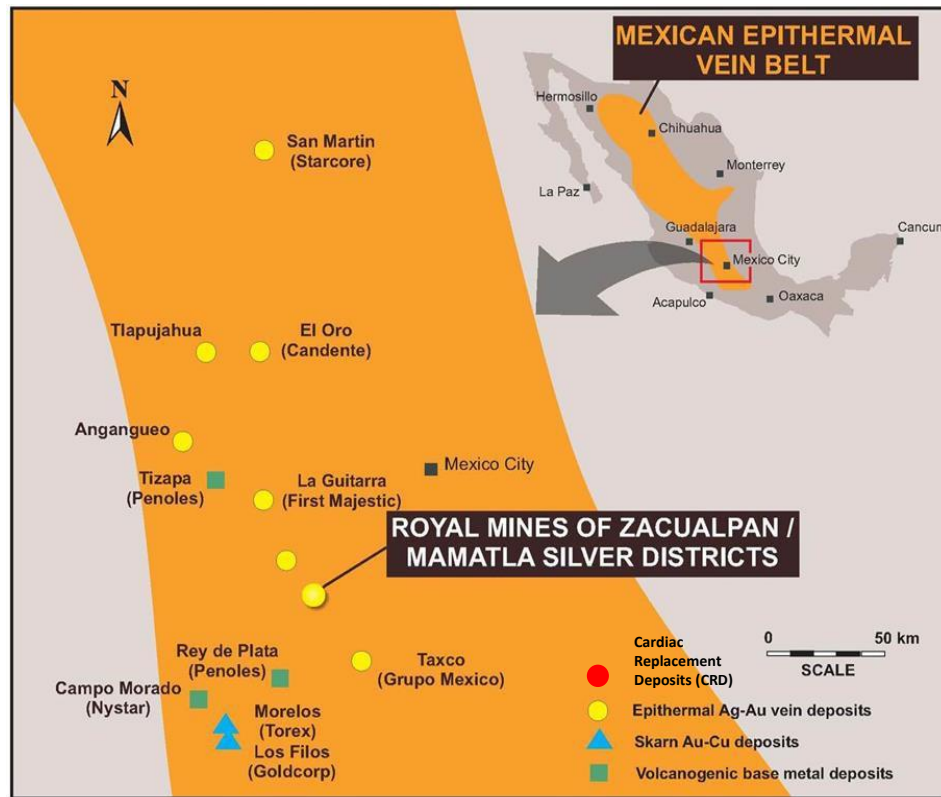 MEXICAN EPITHERMAL
VEIN BELT
N
Hermosillo
Chihuahua
Monterrey
La Paz
Guadalajara
Cancun
Mexico City
Acapulco
Oaxaca
San Martin
(Starcore)
Tlapujahua
El Oro
(Candente)
Angangueo
Tizapa
(Penoles)
La Guitarra
(First Majestic)
Mexico City
ROYAL MINES OF ZACUALPAN /
MAMATLA SILVER DISTRICTS
Rey de Plata
(Penoles)
Taxco
(Grupo Mexico)
Campo Morado
(Nystar)
Morelos
(Torex)
Los Filos
(Goldcorp)
0 50 km
SCALE
Cardiac
Replacement
Deposits (CRD)
Epithermal Ag-Au vein deposits
Skarn Au-Cu deposits
Volcanogenic base metal deposits